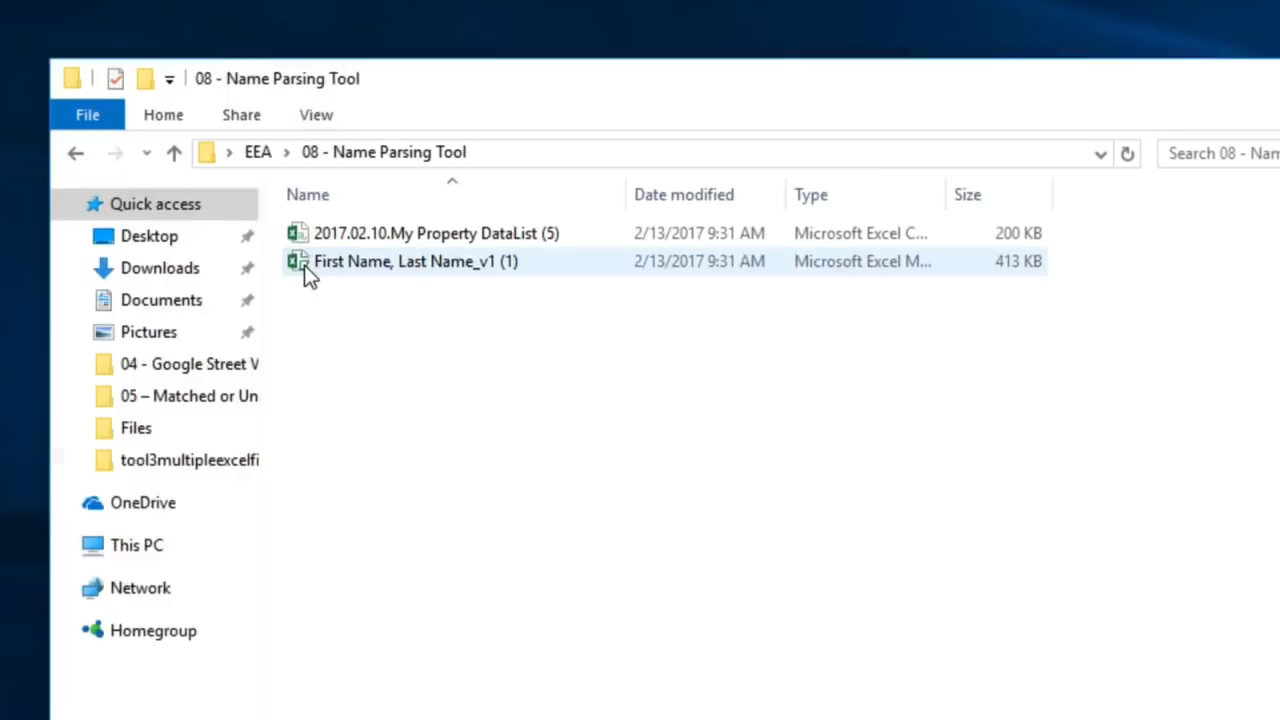 08 - Name Parsing Tool
File Home Share View
EEA 08 - Name Parsing Tool Search 08 - Nan
Name Date modified Type Size
Quick access
2017.02.10.My Property DataList (5) 2/13/2017 9:31 AM Microsoft Excel C... 200 KB
Desktop
First Name, Last Name_v1 (1) 2/13/2017 9:31 AM Microsoft Excel M... 413 KB
Downloads
Documents
Pictures
04 - Google Street V
05 – Matched or Un
Files
tool3multipleexcelfi
OneDrive
This PC
Network
Homegroup